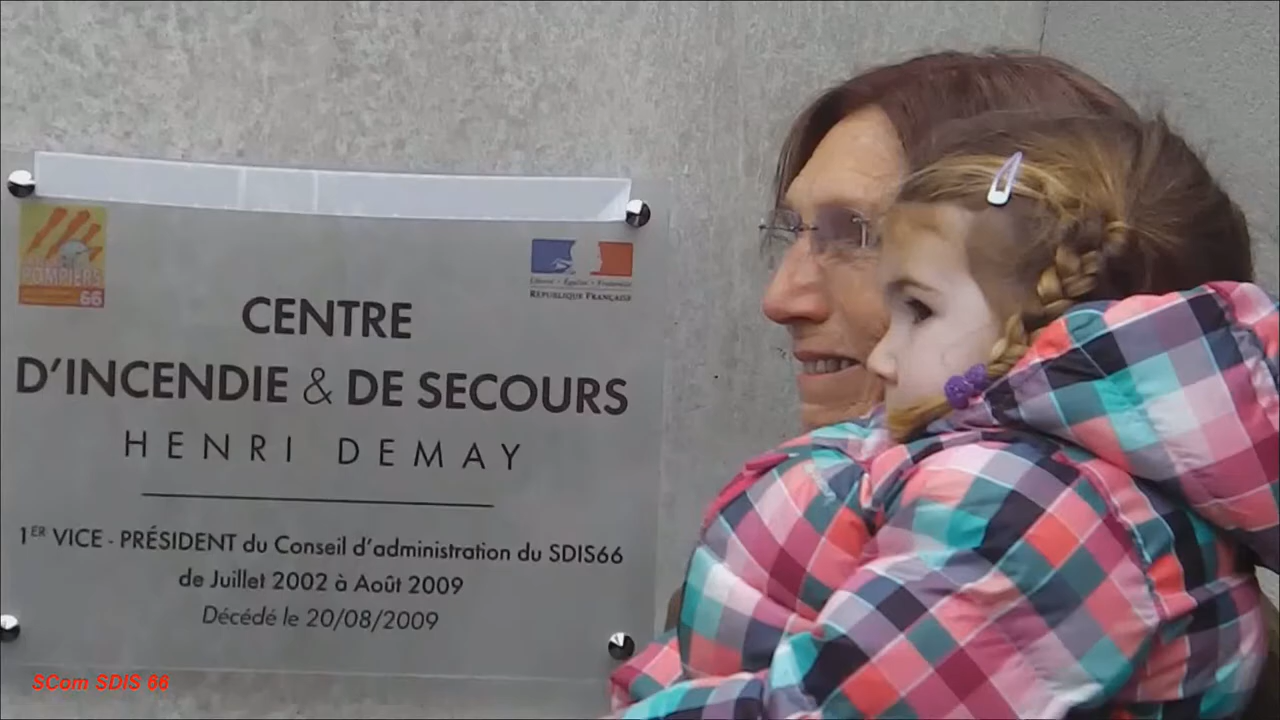 POMPIERS
66
Liberté • Égalité • Fraternité
RÉPUBLIQUE FRANÇAISE
CENTRE
D'INCENDIE & DE SECOURS
HENRI DEMAY
1ER VICE - PRÉSIDENT du Conseil d'administration du SDIS66
de Juillet 2002 à Août 2009
Décédé le 20/08/2009
SCom SDIS 66